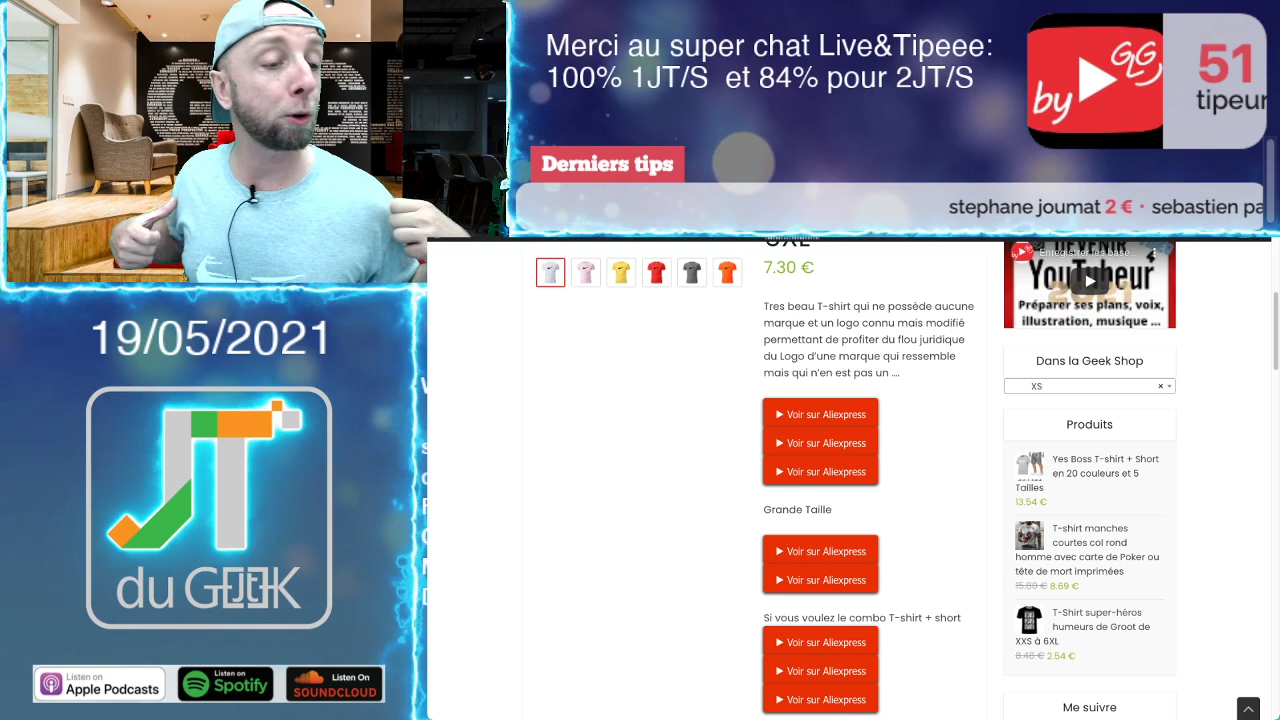 Merci au super chat Live&Tipeee:
100% 1JT/S et 84% pour 2JT/S
by GG
51
tipeur
Derniers tips
stephane joumat 2 € · sebastien pa
19/05/2021
JT
du GEEK
Listen on
Apple Podcasts
Listen on
Spotify
Listen On
SOUNDCLOUD
7.30 €
Tres beau T-shirt qui ne possède aucune
marque et un logo connu mais modifié
permettant de profiter du flou juridique
du Logo d'une marque qui ressemble
mais qui n'en est pas un ....
Voir sur Aliexpress
Voir sur Aliexpress
Voir sur Aliexpress
Grande Taille
Voir sur Aliexpress
Voir sur Aliexpress
Si vous voulez le combo T-shirt + short
Voir sur Aliexpress
Voir sur Aliexpress
Voir sur Aliexpress
Enregistrer les base...
Préparer ses plans, voix,
illustration, musique ...
Dans la Geek Shop
XS
Produits
Yes Boss T-shirt + Short
en 20 couleurs et 5
Tailles
13.54 €
T-shirt manches
courtes col rond
homme avec carte de Poker ou
tête de mort imprimées
15.80 € 8.69 €
T-Shirt super-héros
humeurs de Groot de
XXS à 6XL
8.48 € 2.54 €
Me suivre